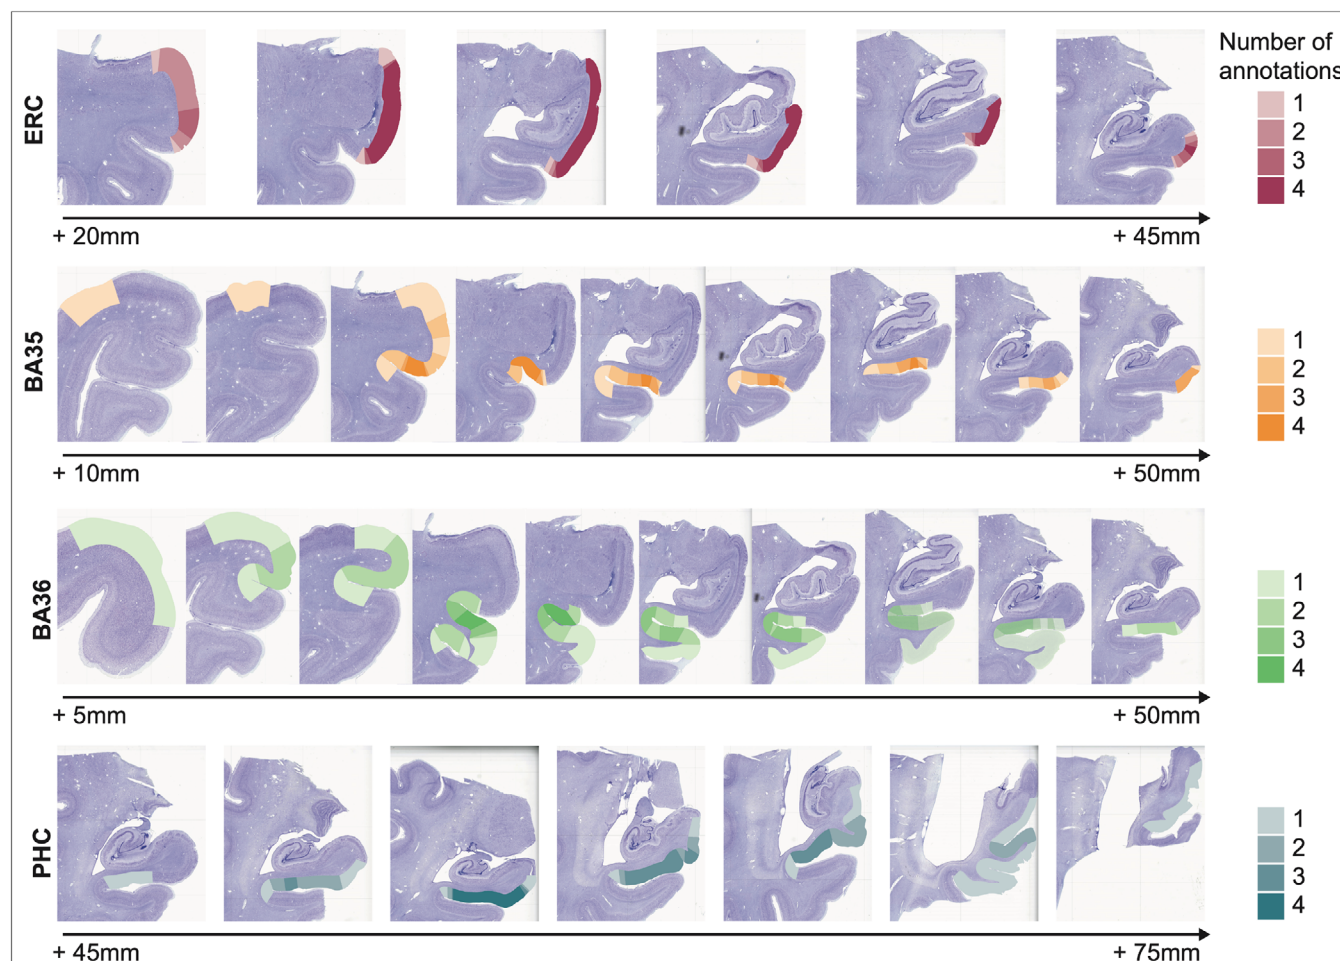 Number of
annotations
ERC
1
2
3
4
+ 20mm
+ 45mm
BA35
1
2
3
4
+ 10mm
+ 50mm
BA36
1
2
3
4
+ 5mm
+ 50mm
PHC
1
2
3
4
+ 45mm
+ 75mm